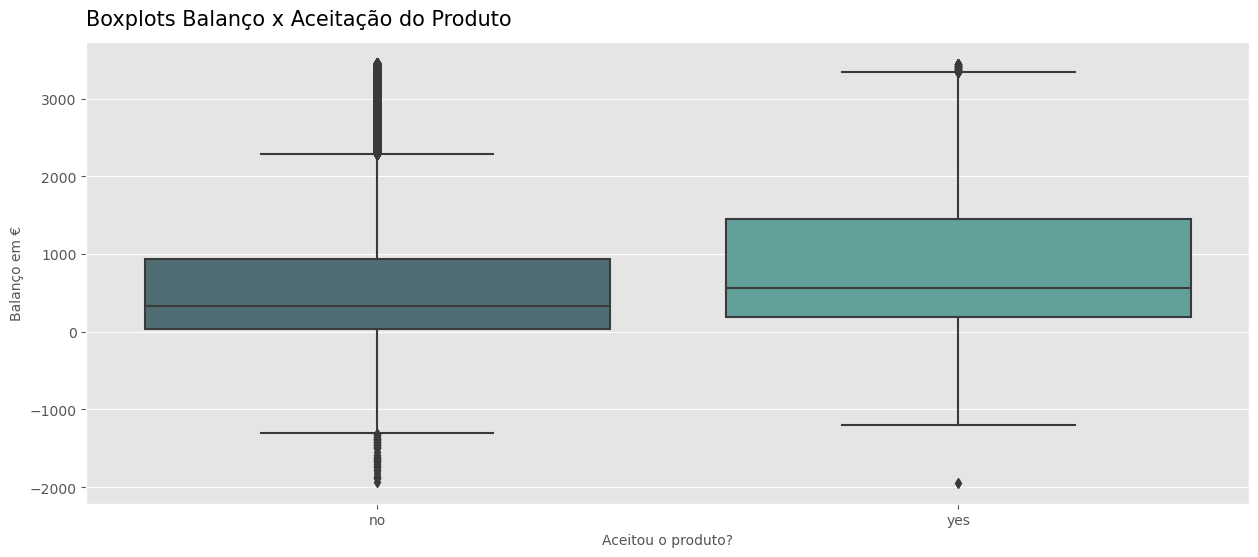 Boxplots Balanço x Aceitação do Produto
Balanço em €
3000
2000
1000
0
−1000
−2000
no
yes
Aceitou o produto?